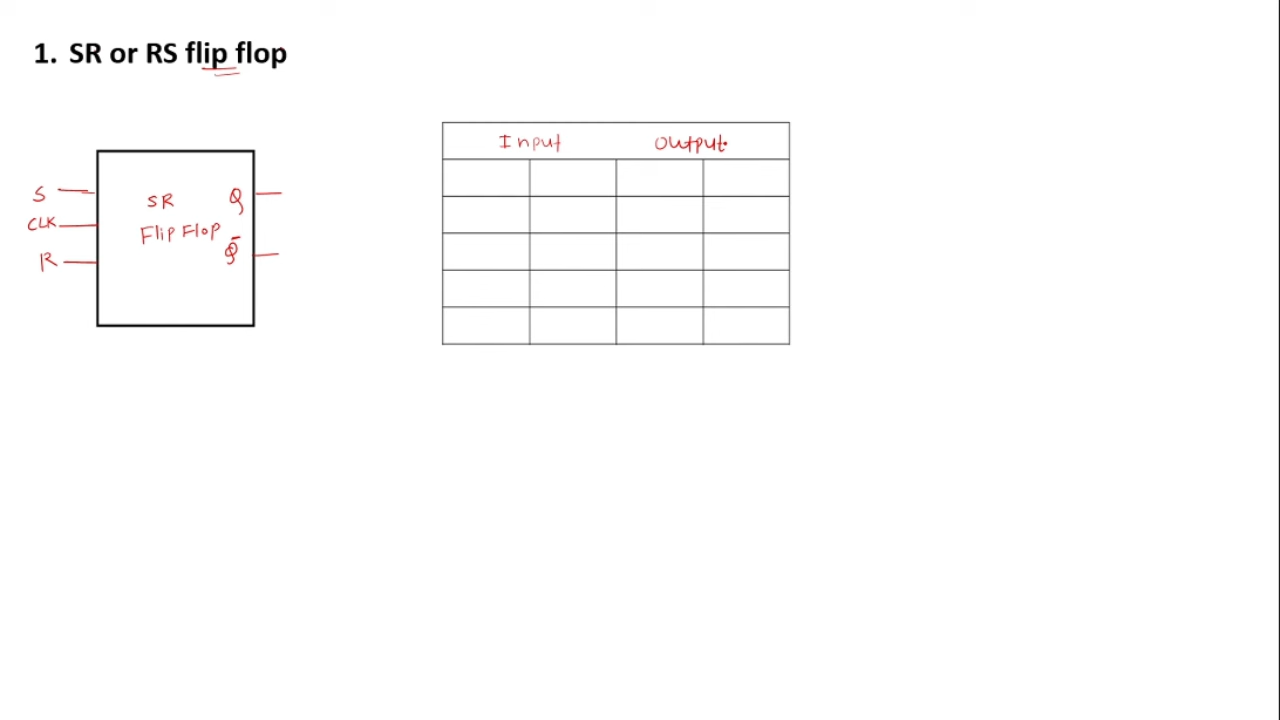 1. SR or RS flip flop
Input Output
S
CLK
R
SR
Flip Flop
Q
Q̄